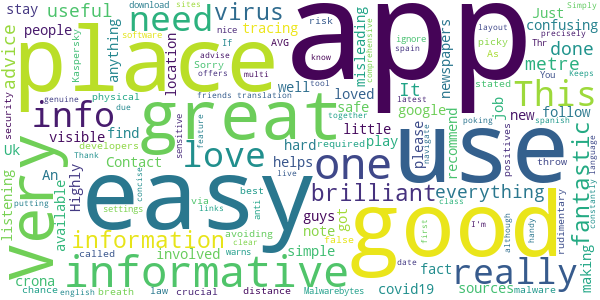 stay useful need virus tracing
people
advice
place
app
confusing
Just
download
sites
Simply
software
If nice
risk
Kaspersky
AVG
Sorry
offers
advise
know
tool
multi
anything
location
friends translation
ignore
spain
picky
As
layout
precisely
comprehensive
newspapers
misleading
done
metre
Thr
You
Keeps
stated
This
security
genuine
due
physical
info
visible
great
well loved
It
safe google
latest
together
recommend
Job
new follow
poking
spanish
Uk
find
developers
Thank
sensitive
feature
hard required
little
play
please
navigate
positives
throw
language
listening
An
Contact
love
helps
one
use
constantly
Very
available
Highly
concise
easy
best
live
brilliant everything
class
I'm
although
handy
rudimentary
fantastic
putting
settings
via
links
anti
clear
guys
note
got
good
really
making
information
informative
avoiding
warns
false
first
date
called involved simple
fact sources
crona
chance
english breath law crucial distance
Malwarebytes
covid19
malware